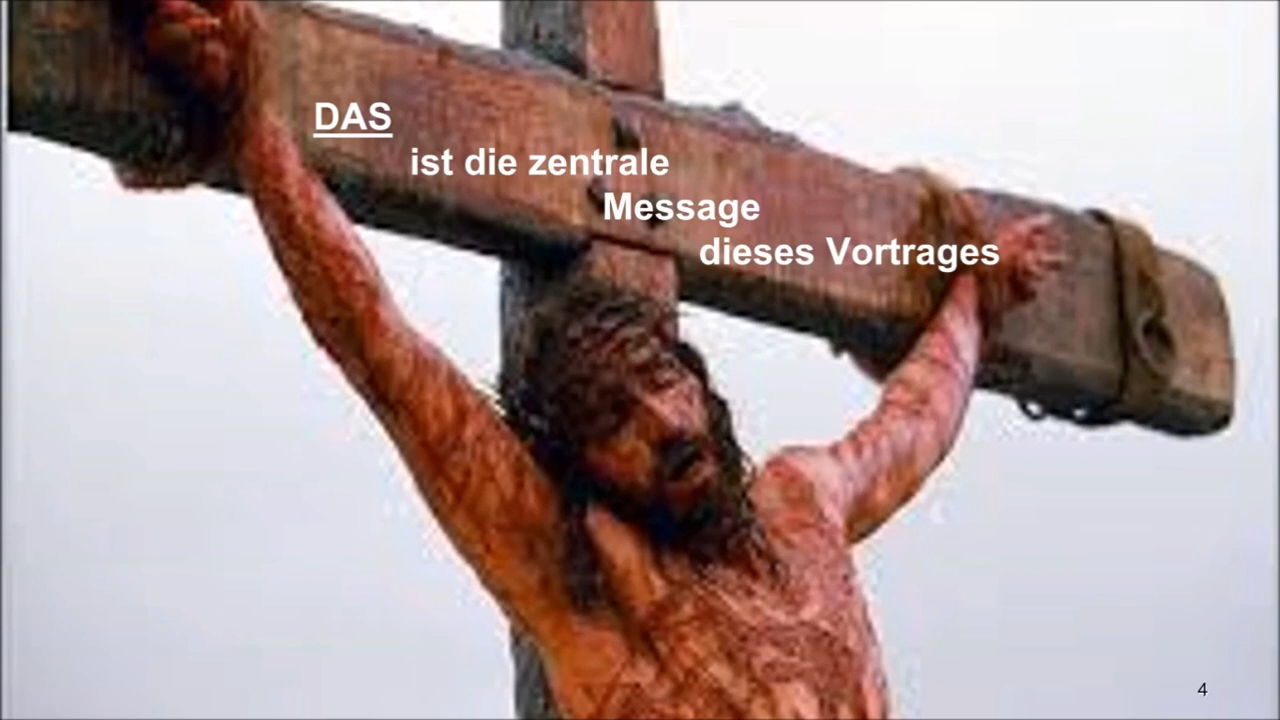 DAS
ist die zentrale
Message
dieses Vortrages
4